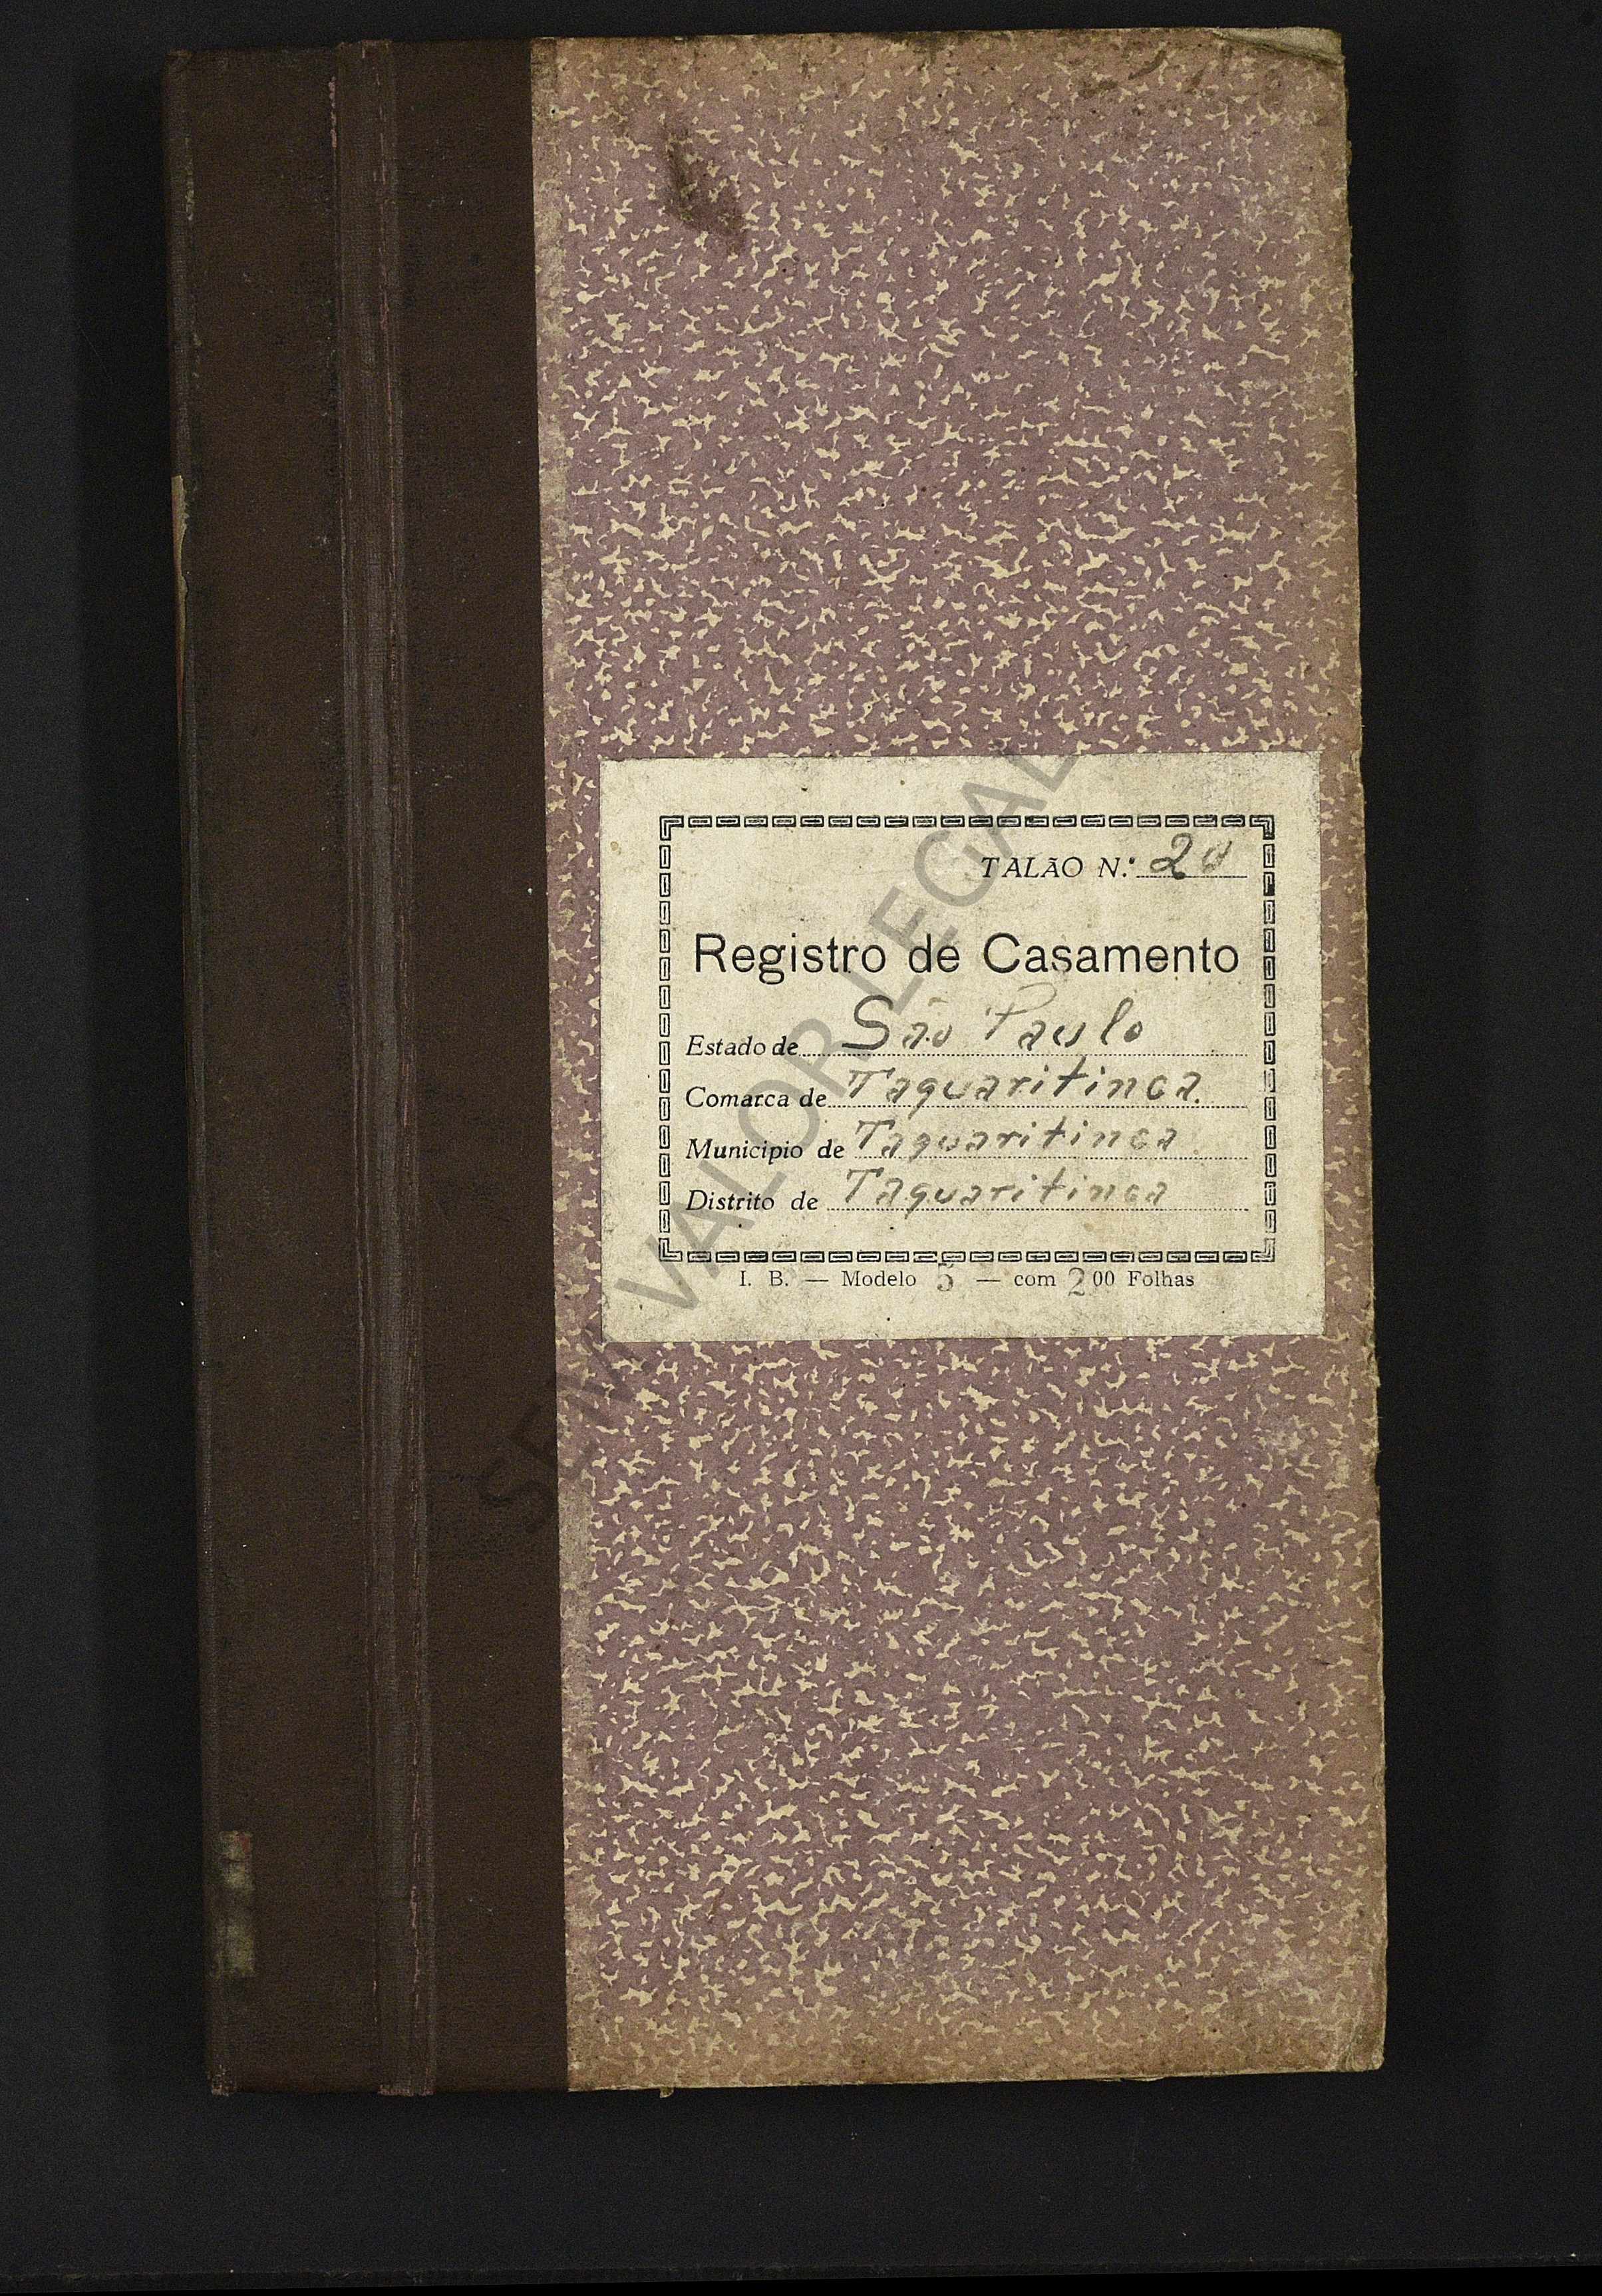 TALÃO N.º 20
Registro de Casamento
Estado de São Paulo
Comarca de Taquaritinga.
Municipio de Taquaritinga
Distrito de Taquaritinga
I. B. — Modelo 5 — com 200 Folhas
SEM VALOR LEGAL